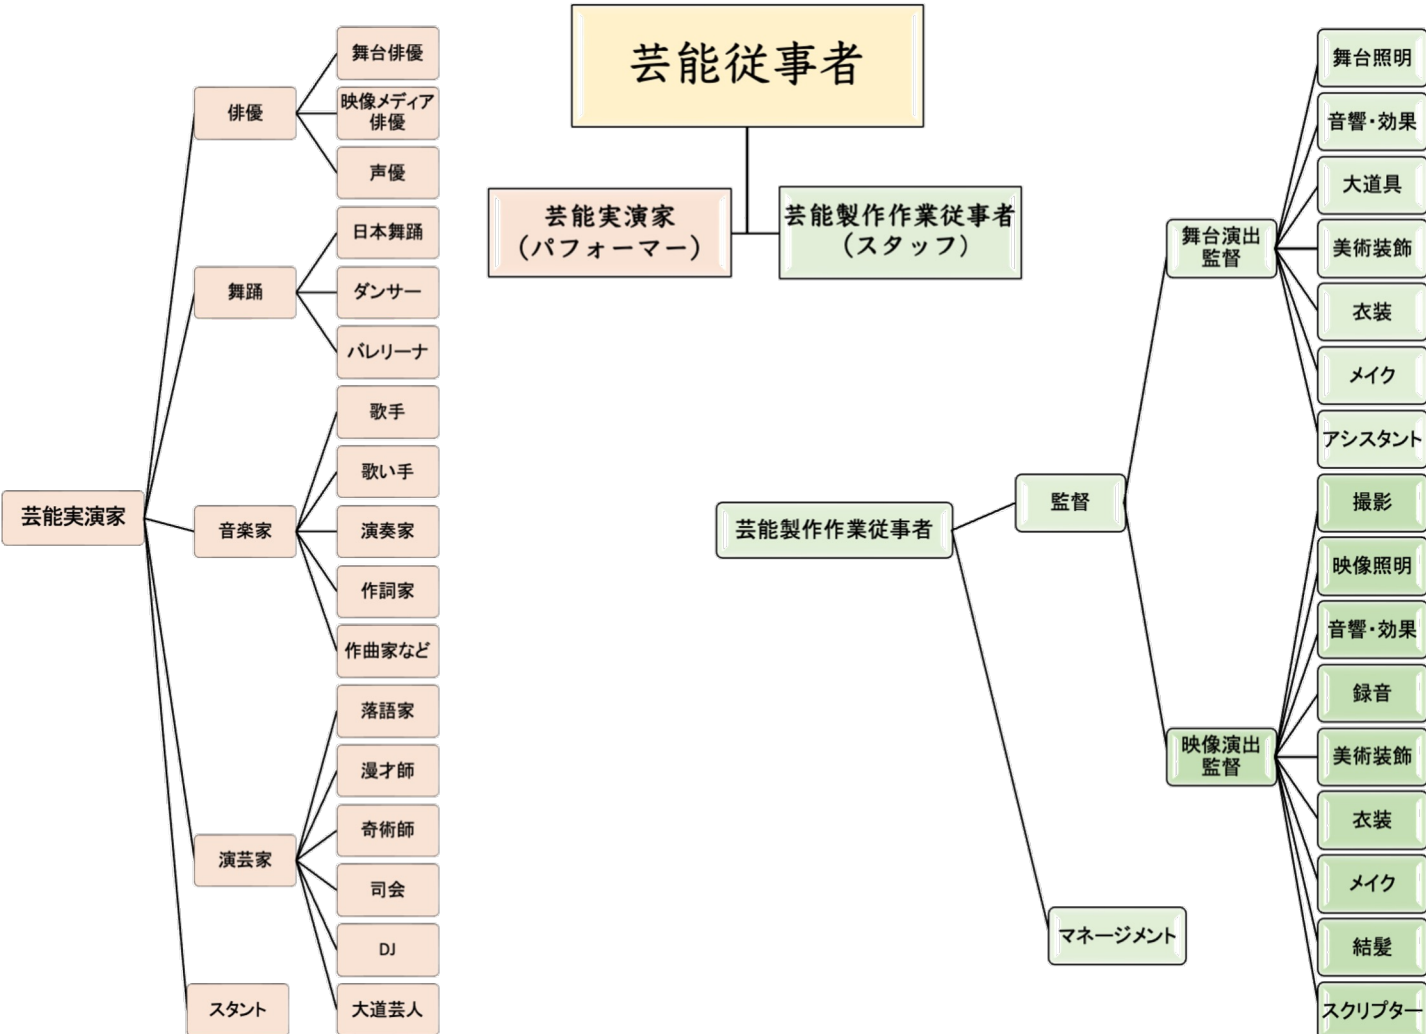 芸能従事者
芸能実演家
(パフォーマー)
芸能製作作業従事者
(スタッフ)
芸能実演家
俳優
舞台俳優
映像メディア
俳優
声優
舞踊
日本舞踊
ダンサー
バレリーナ
音楽家
歌手
歌い手
演奏家
作詞家
作曲家など
演芸家
落語家
漫才師
奇術師
司会
DJ
大道芸人
スタント
芸能製作作業従事者
監督
舞台演出
監督
舞台照明
音響・効果
大道具
美術装飾
衣装
メイク
アシスタント
映像演出
監督
撮影
映像照明
音響・効果
録音
美術装飾
衣装
メイク
結髪
スクリプター
マネージメント